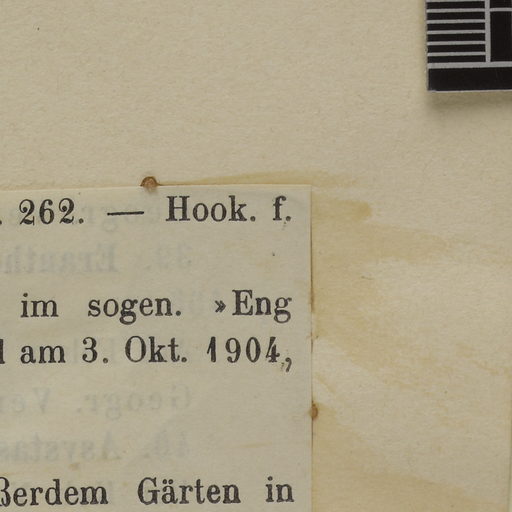 . 262. — Hook. f.
im sogen. »Eng
am 3. Okt. 1904,
ßerdem Gärten in